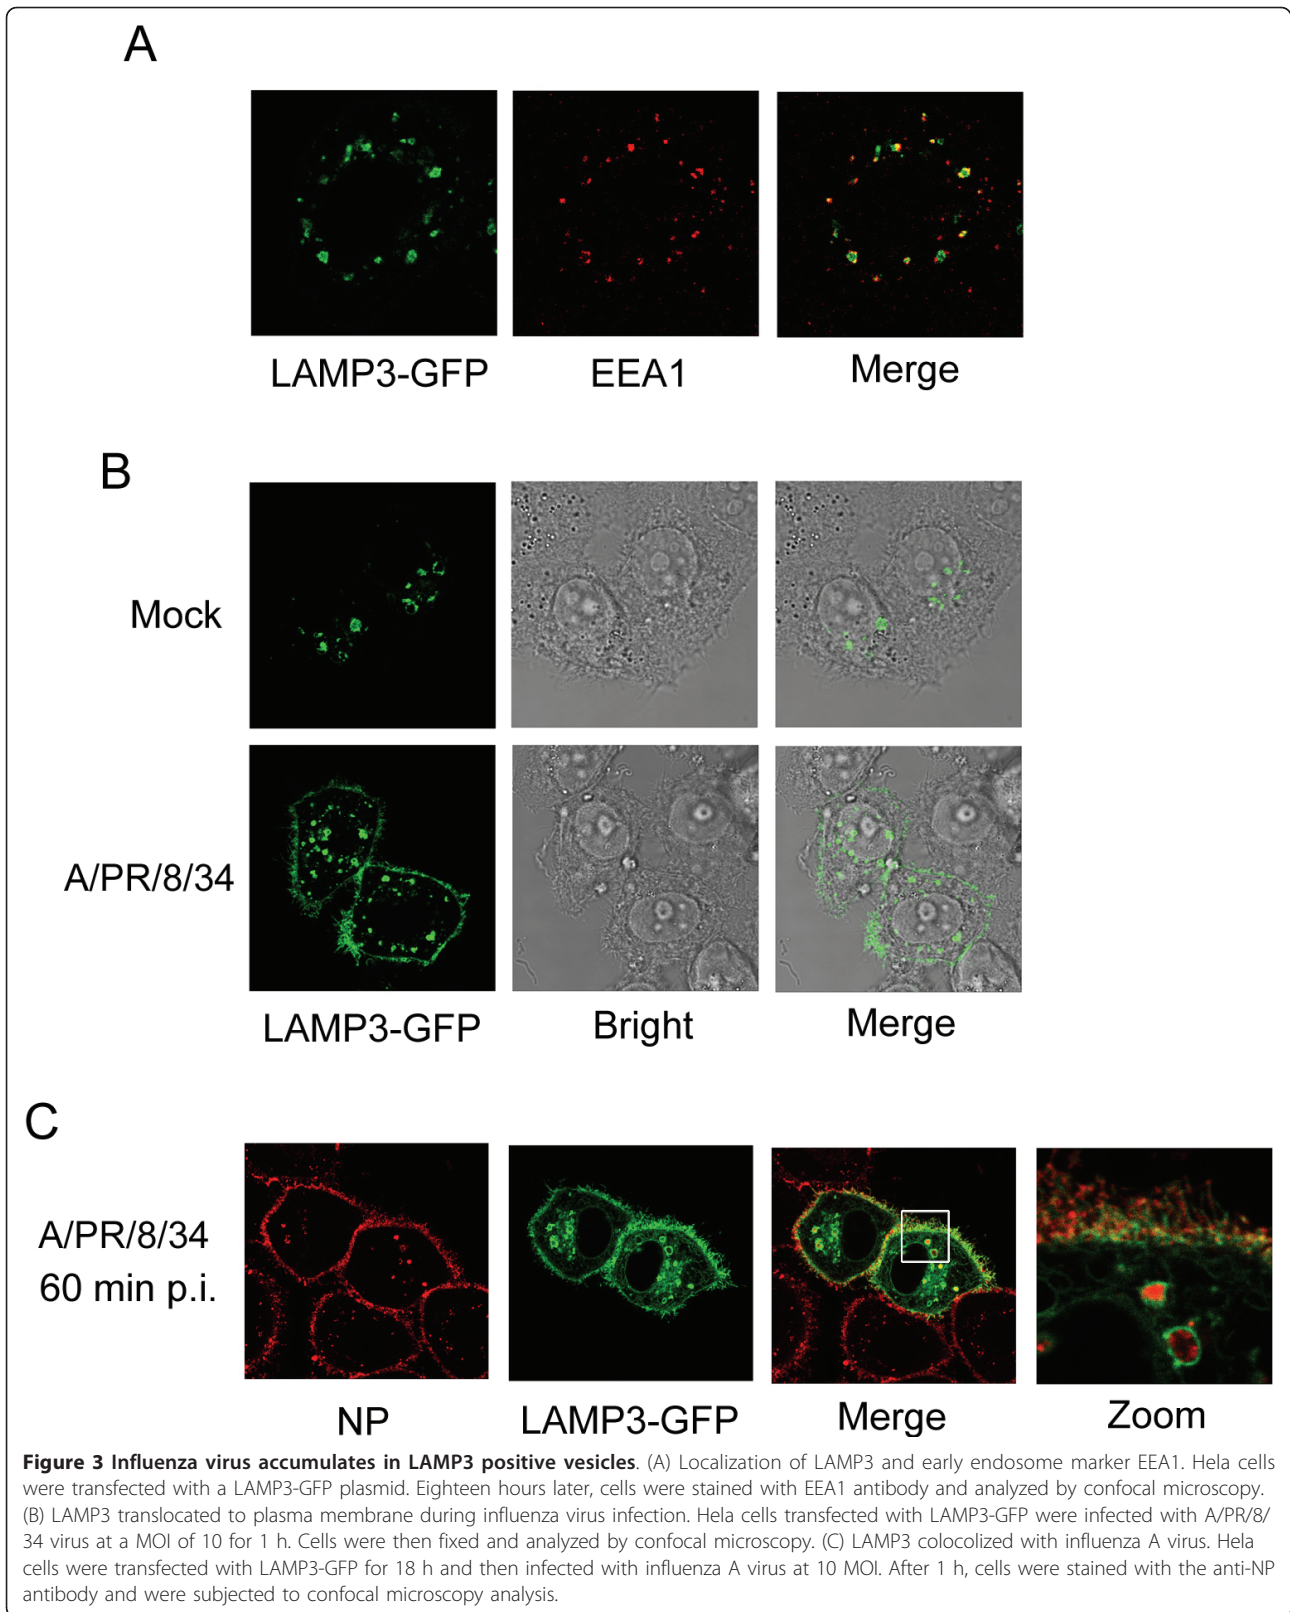 A
LAMP3-GFP EEA1 Merge
B
Mock
A/PR/8/34
LAMP3-GFP Bright Merge
C
A/PR/8/34
60 min p.i.
NP LAMP3-GFP Merge Zoom
Figure 3 Influenza virus accumulates in LAMP3 positive vesicles. (A) Localization of LAMP3 and early endosome marker EEA1. Hela cells
were transfected with a LAMP3-GFP plasmid. Eighteen hours later, cells were stained with EEA1 antibody and analyzed by confocal microscopy.
(B) LAMP3 translocated to plasma membrane during influenza virus infection. Hela cells transfected with LAMP3-GFP were infected with A/PR/8/
34 virus at a MOI of 10 for 1 h. Cells were then fixed and analyzed by confocal microscopy. (C) LAMP3 colocolized with influenza A virus. Hela
cells were transfected with LAMP3-GFP for 18 h and then infected with influenza A virus at 10 MOI. After 1 h, cells were stained with the anti-NP
antibody and were subjected to confocal microscopy analysis.